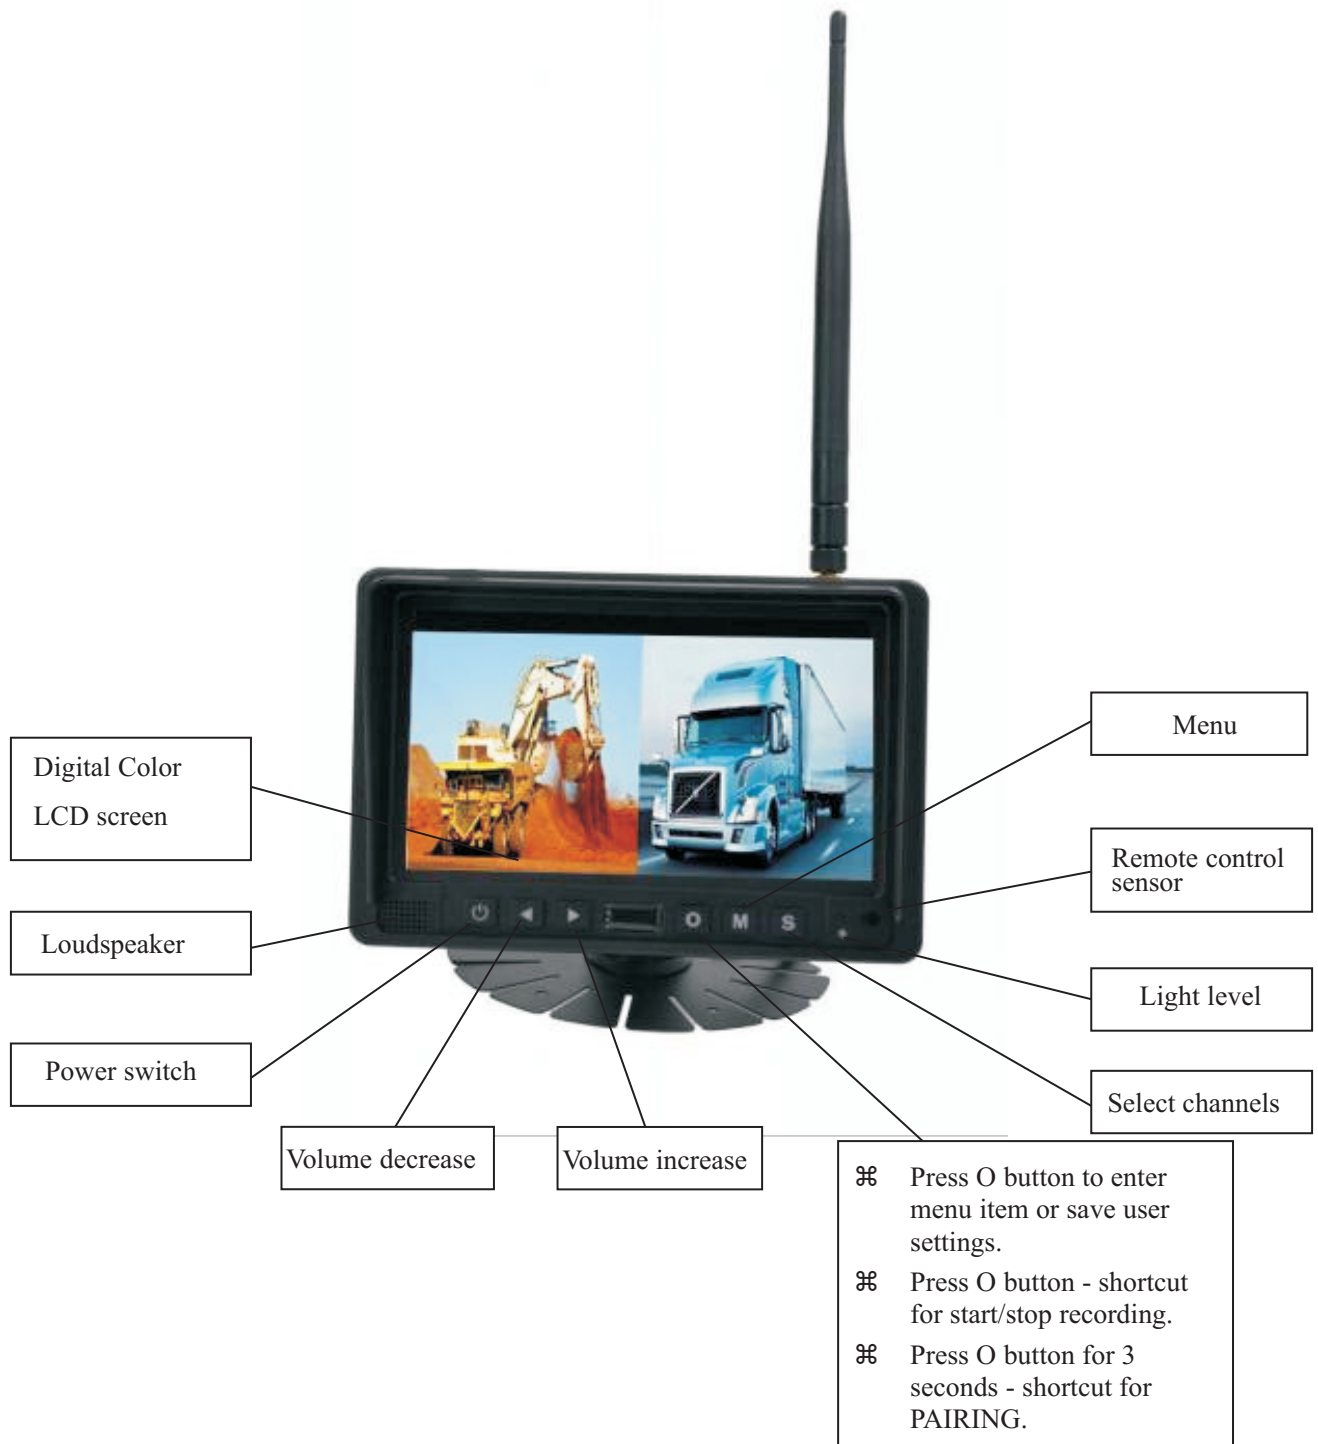 Menu
Digital Color
LCD screen
Remote control
sensor
Loudspeaker
O
M
S
Light level
Power switch
Select channels
Volume decrease
Volume increase
⌘ Press O button to enter
menu item or save user
settings.
⌘ Press O button - shortcut
for start/stop recording.
⌘ Press O button for 3
seconds - shortcut for
PAIRING.